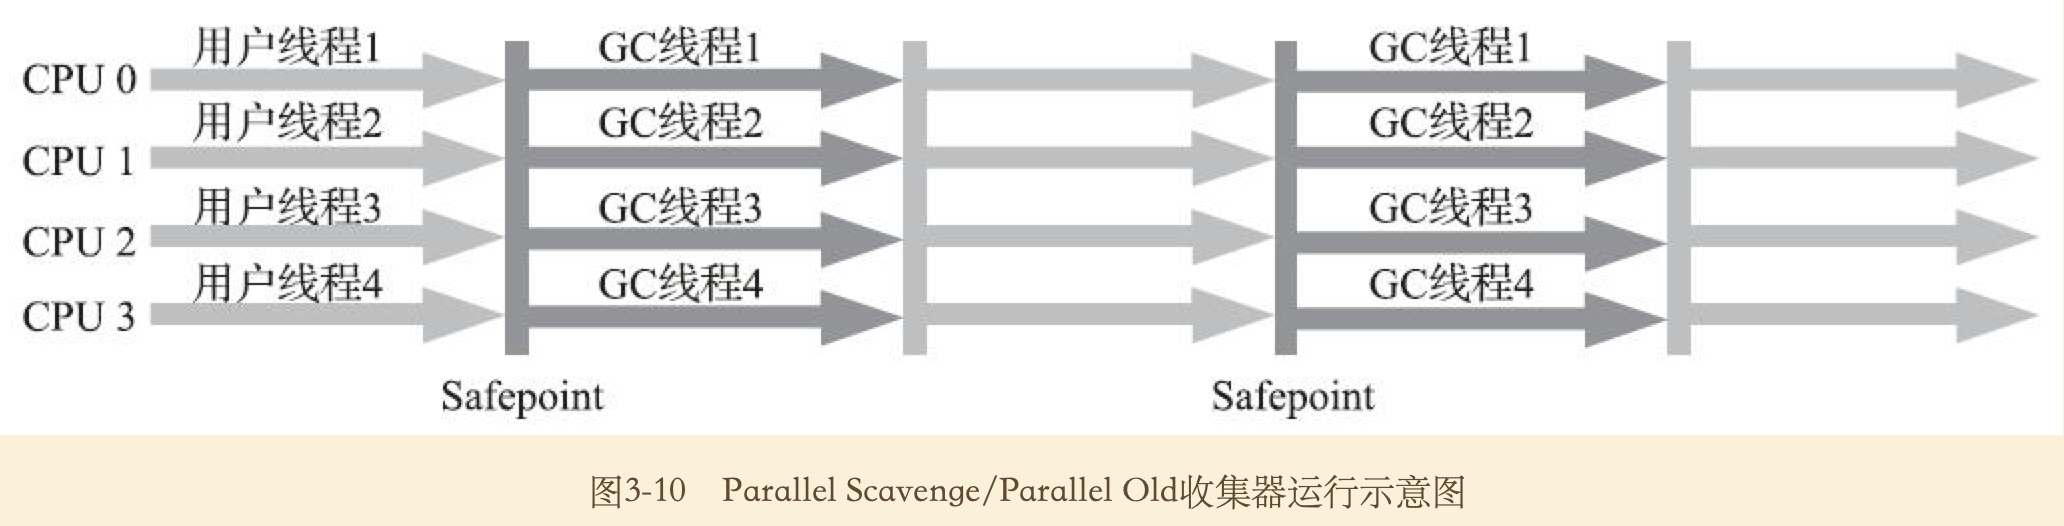 用户线程1 GC线程1 GC线程1
CPU 0
用户线程2 GC线程2 GC线程2
CPU 1
用户线程3 GC线程3 GC线程3
CPU 2
用户线程4 GC线程4 GC线程4
CPU 3
Safepoint Safepoint
图3-10 Parallel Scavenge/Parallel Old收集器运行示意图